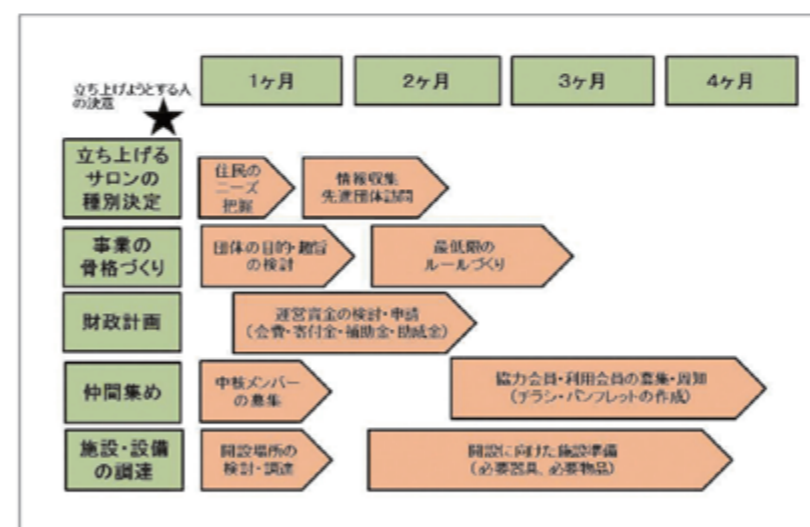 1ヶ月
2ヶ月
3ヶ月
4ヶ月
立ち上げようとする人
の決意
★
立ち上げる
サロンの
種別決定
住民の
ニーズ
把握
情報収集
先進団体訪問
事業の
骨格づくり
団体の目的・趣旨
の検討
最低限の
ルールづくり
財政計画
運営資金の検討・申請
(会費・寄付金・補助金・助成金)
仲間集め
中核メンバー
の募集
協力会員・利用会員の募集・周知
(チラシ・パンフレットの作成)
施設・設備
の調達
開設場所の
検討・調達
開設に向けた施設準備
(必要器具、必要物品)